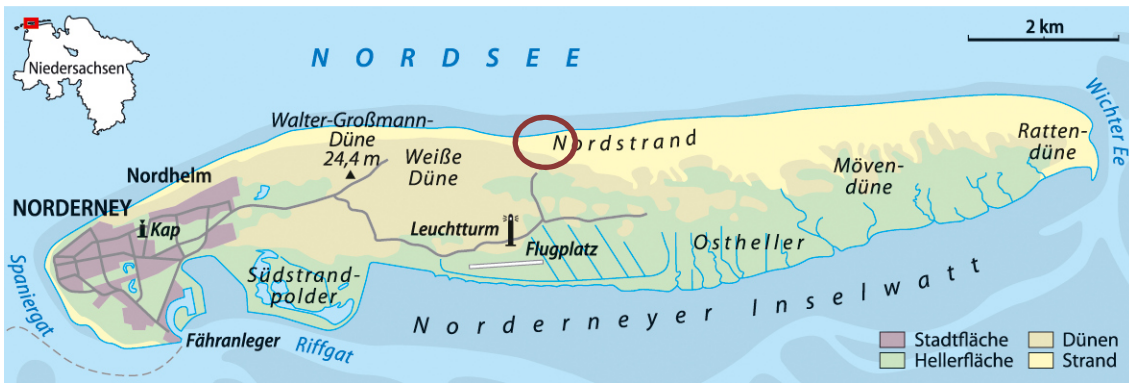 Niedersachsen
NORDSEE
2 km
Wichter Ee
Walter-Großmann-
Düne
24,4 m
Weiße
Düne
Nordstrand
Ratten-
düne
Möven-
düne
Nordhelm
NORDERNEY
Kap
Leuchtturm
Flugplatz
Ostheller
Südstrand-
polder
Spaniergat
Norderneyer Inselwatt
Fähranleger
Riffgat
Stadtfläche
Dünen
Hellerfläche
Strand